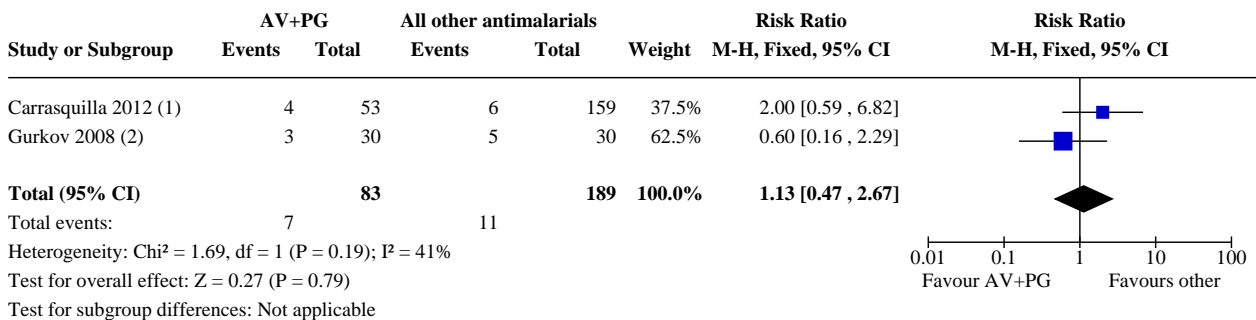 AV+PG All other antimalarials Risk Ratio Risk Ratio
Study or Subgroup Events Total Events Total Weight M-H, Fixed, 95% CI M-H, Fixed, 95% CI
Carrasquilla 2012 (1) 4 53 6 159 37.5% 2.00 [0.59 , 6.82]
Gurkov 2008 (2) 3 30 5 30 62.5% 0.60 [0.16 , 2.29]
Total (95% CI) 83 189 100.0% 1.13 [0.47 , 2.67]
Total events: 7 11
Heterogeneity: Chi² = 1.69, df = 1 (P = 0.19); I² = 41%
Test for overall effect: Z = 0.27 (P = 0.79)
Test for subgroup differences: Not applicable
0.01 0.1 1 10 100
Favour AV+PG Favours other